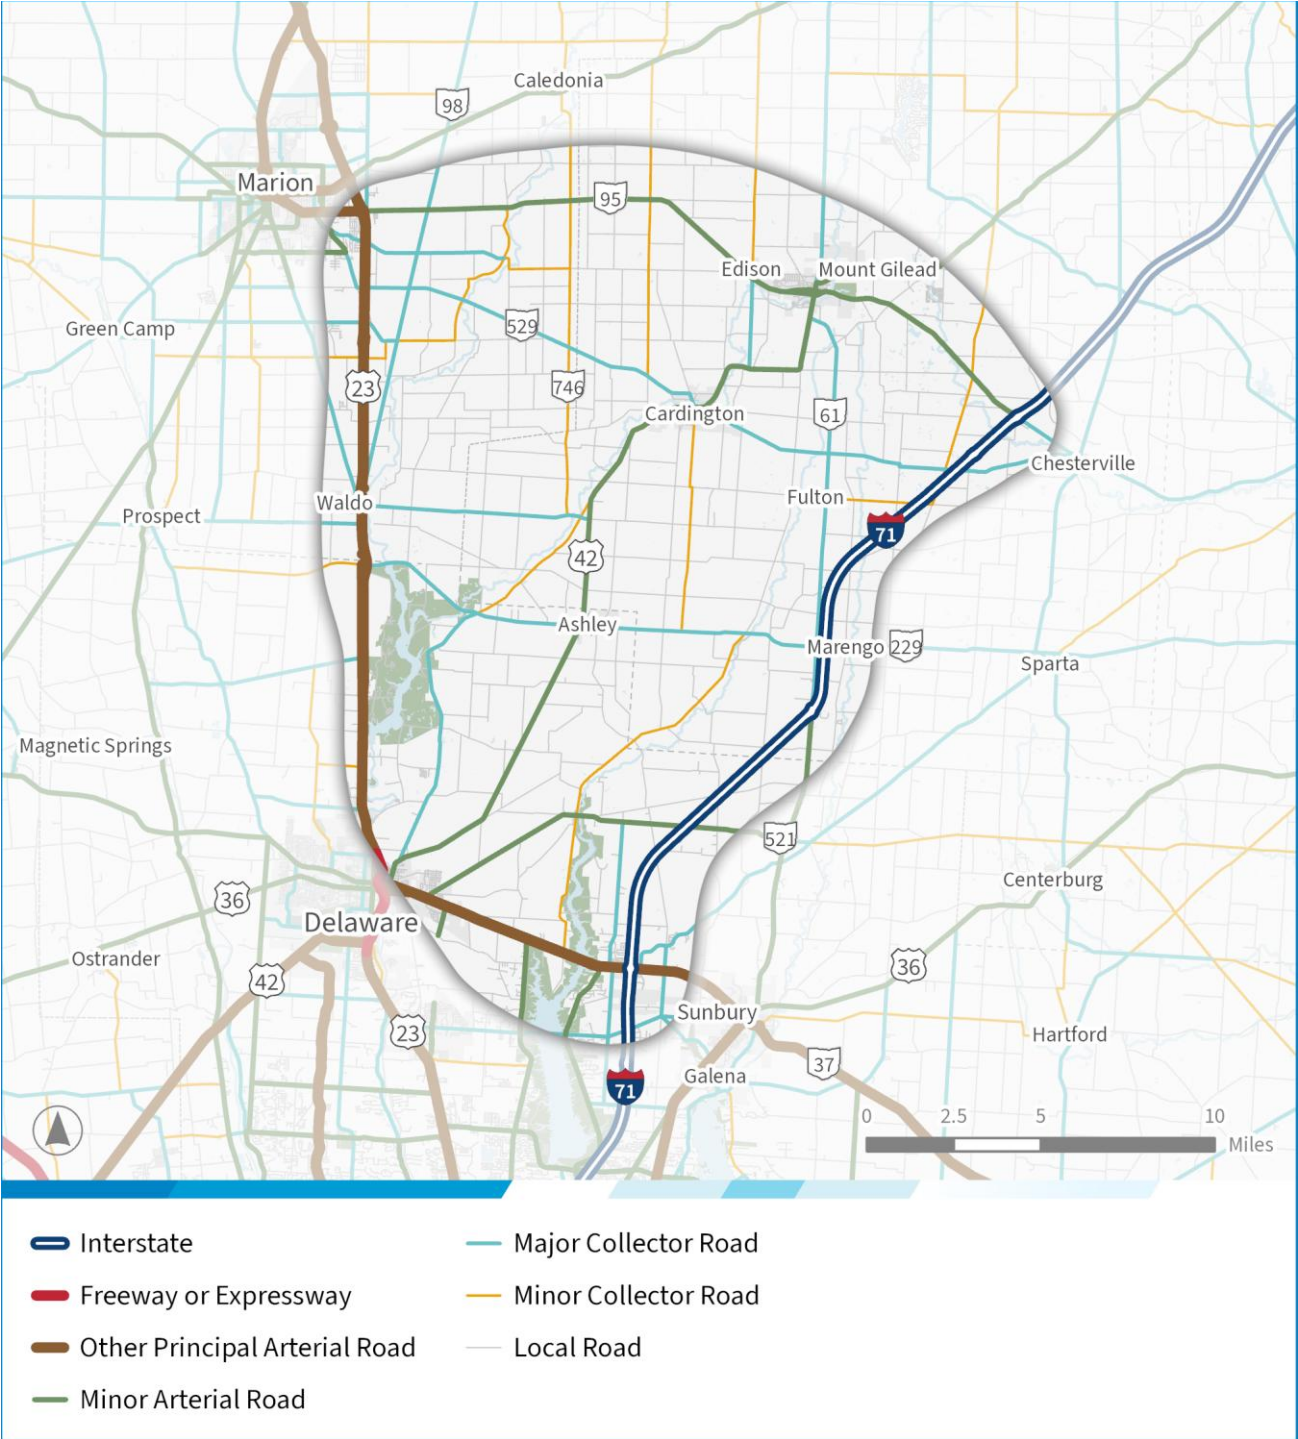 Caledonia
98
Marion
95
Edison
Mount Gilead
Green Camp
529
23
746
Cardington
61
Chesterville
Waldo
Fulton
Prospect
71
42
Ashley
Marengo
229
Sparta
Magnetic Springs
521
Centerburg
36
Delaware
Ostrander
42
36
Sunbury
23
Hartford
37
Galena
71
0 2.5 5 10
Miles
Interstate
Freeway or Expressway
Other Principal Arterial Road
Minor Arterial Road
Major Collector Road
Minor Collector Road
Local Road